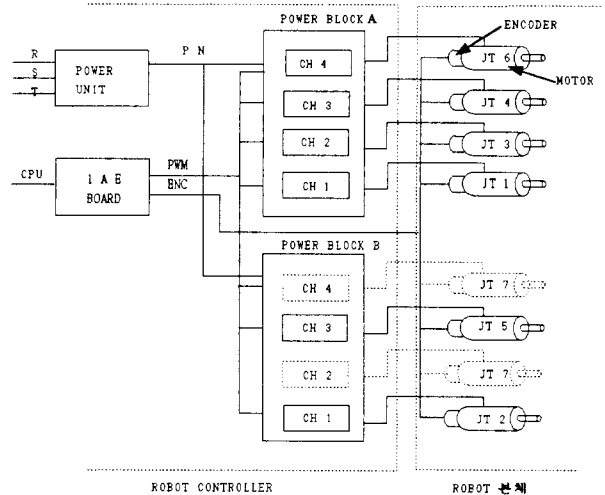 POWER BLOCK A
ENCODER
R
S
T
POWER
UNIT
P N
CH 4
CH 3
CH 2
CH 1
JT 6
MOTOR
JT 4
JT 3
JT 1
CPU
I A E
BOARD
PWM
ENC
POWER BLOCK B
CH 4
CH 3
CH 2
CH 1
JT 7
JT 5
JT 7
JT 2
ROBOT CONTROLLER
ROBOT 본체